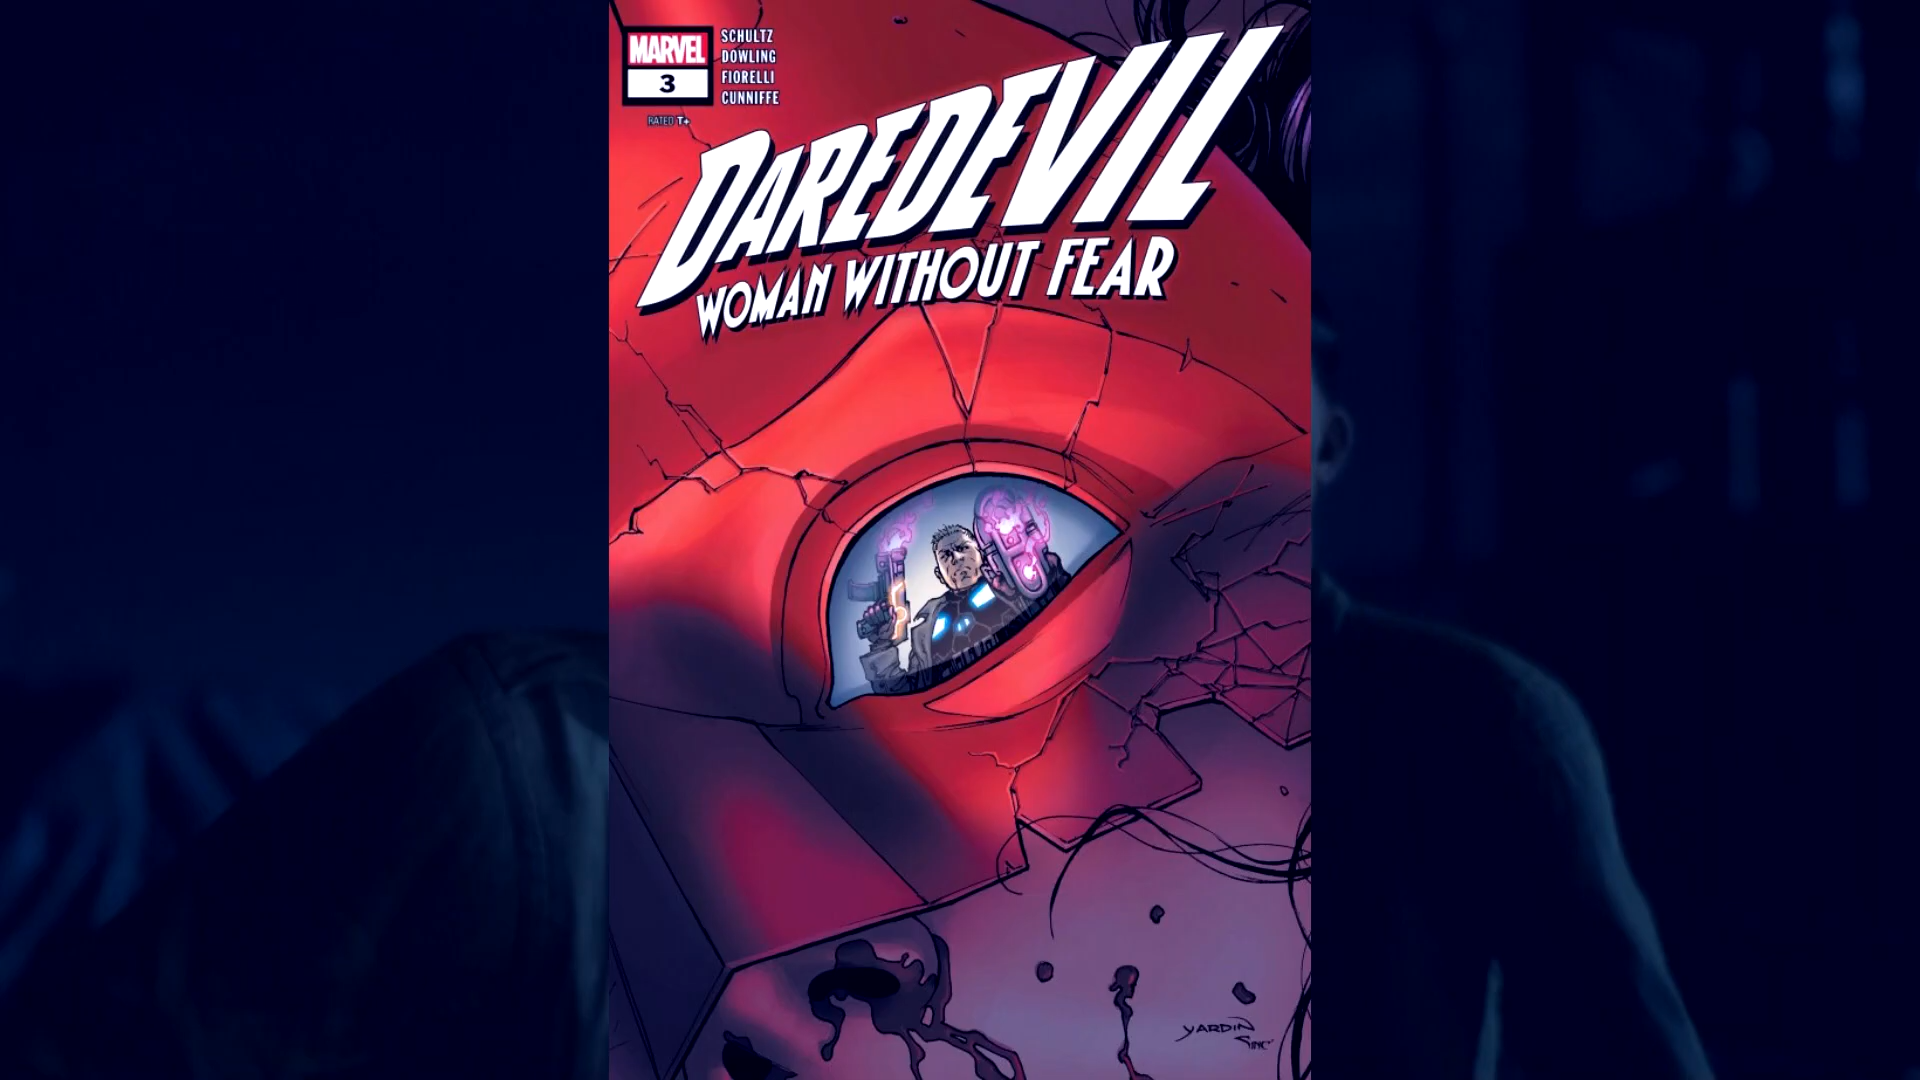 MARVEL
3
RATED T+
SCHULTZ
DOWLING
FIORELLI
CUNNIFFE
DAREDEVIL
WOMAN WITHOUT FEAR
YARDIN